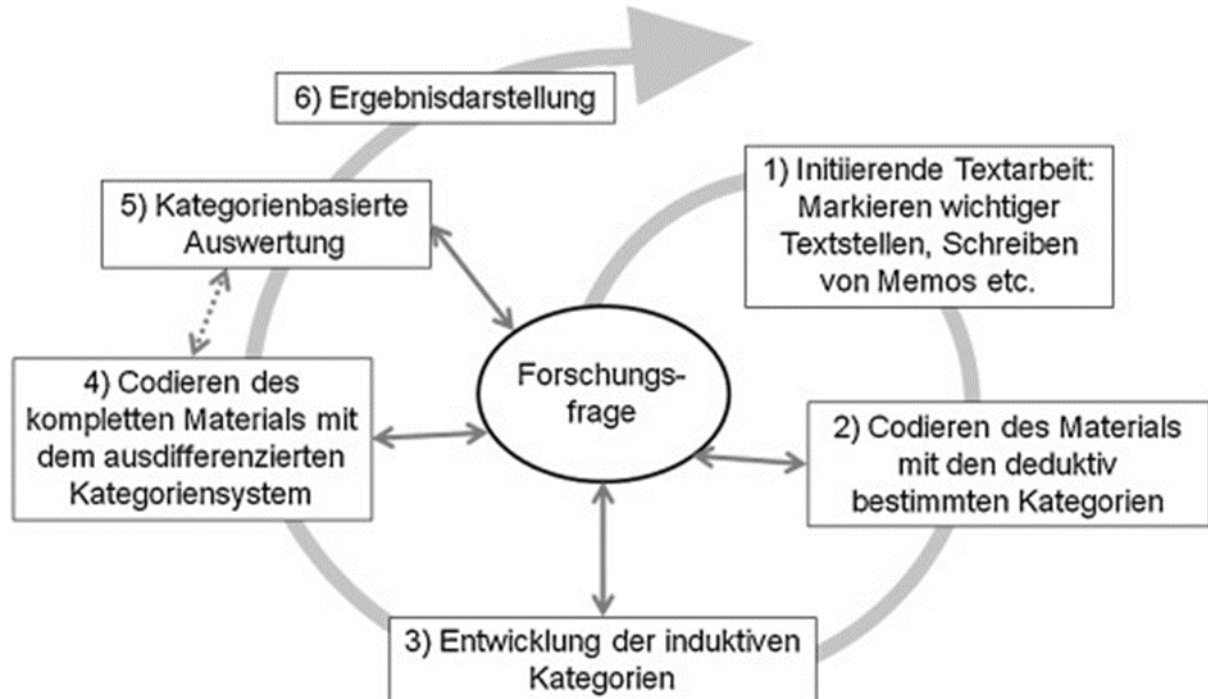 6) Ergebnisdarstellung
1) Initiierende Textarbeit:
Markieren wichtiger
Textstellen, Schreiben
von Memos etc.
5) Kategorienbasierte
Auswertung
Forschungs-
frage
4) Codieren des
kompletten Materials mit
dem ausdifferenzierten
Kategoriensystem
2) Codieren des Materials
mit den deduktiv
bestimmten Kategorien
3) Entwicklung der induktiven
Kategorien